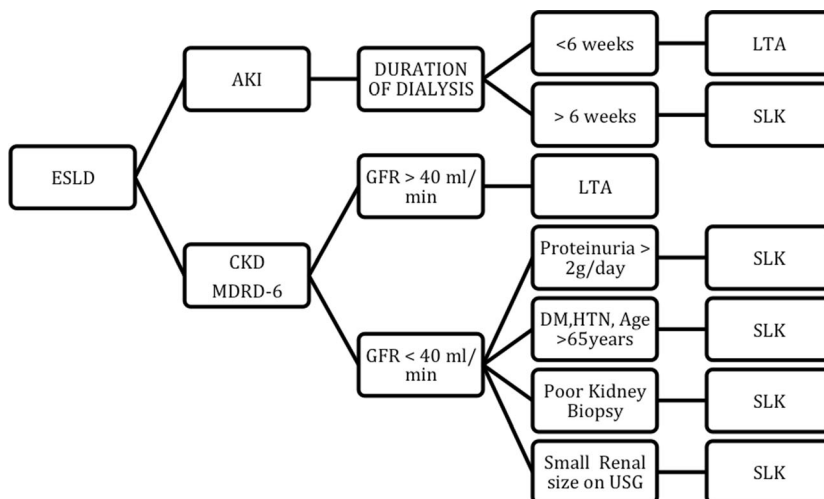 ESLD
AKI
DURATION
OF DIALYSIS
<6 weeks
LTA
> 6 weeks
SLK
CKD
MDRD-6
GFR > 40 ml/
min
LTA
GFR < 40 ml/
min
Proteinuria >
2g/day
SLK
DM,HTN, Age
>65years
SLK
Poor Kidney
Biopsy
SLK
Small Renal
size on USG
SLK